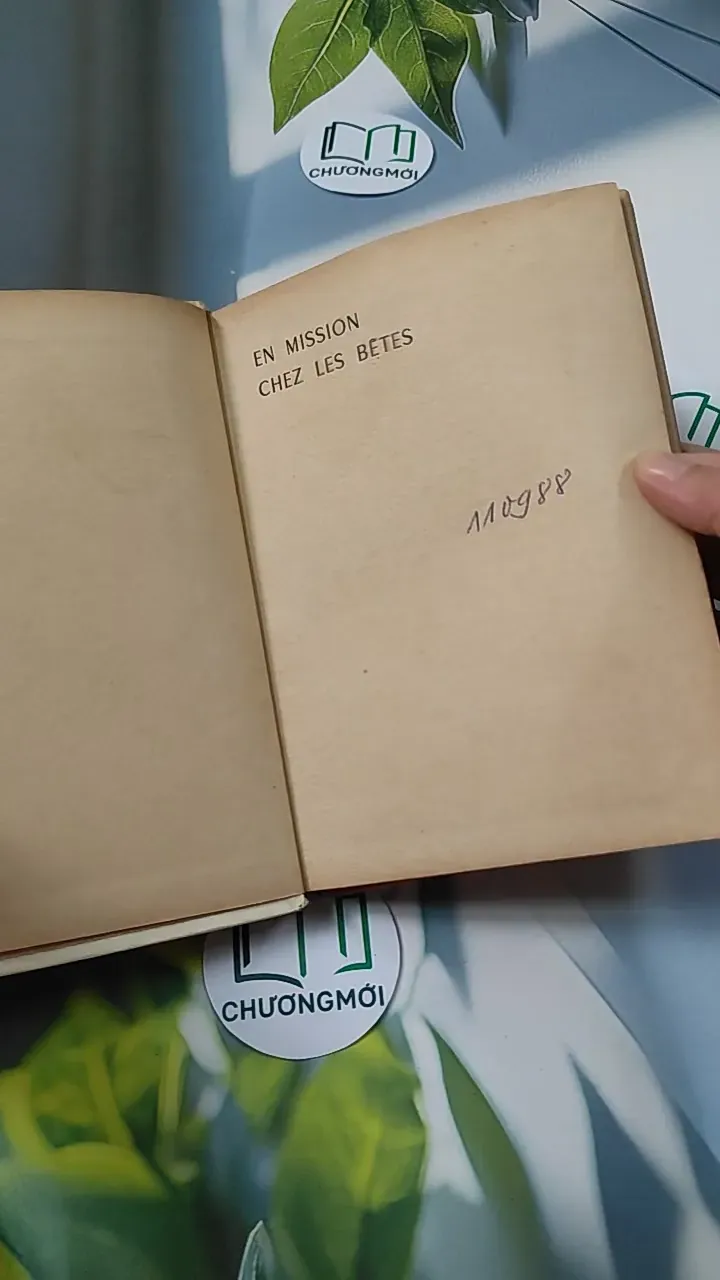 CHƯƠNGMỚI
EN MISSION
CHEZ LES BÊTES
110988
CHƯƠNGMỚI